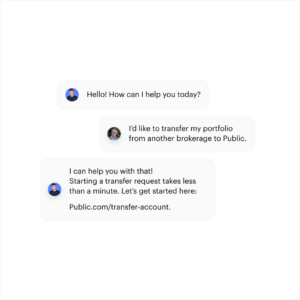 Hello! How can I help you today?
I'd like to transfer my portfolio
from another brokerage to Public.
I can help you with that!
Starting a transfer request takes less
than a minute. Let's get started here:
Public.com/transfer-account.